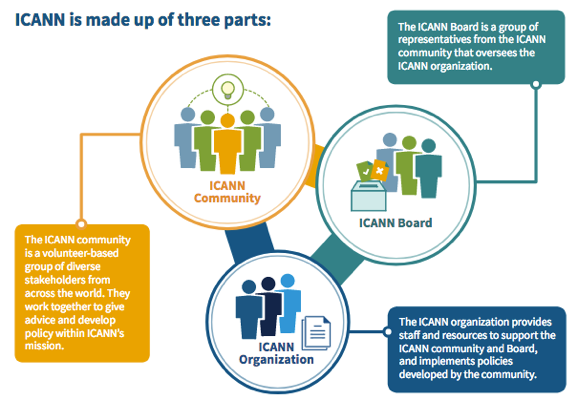 ICANN is made up of three parts:
The ICANN Board is a group of
representatives from the ICANN
community that oversees the
ICANN organization.
ICANN
Community
ICANN Board
The ICANN community
is a volunteer-based
group of diverse
stakeholders from
across the world. They
work together to give
advice and develop
policy within ICANN's
mission.
ICANN
Organization
The ICANN organization provides
staff and resources to support the
ICANN community and Board,
and implements policies
developed by the community.